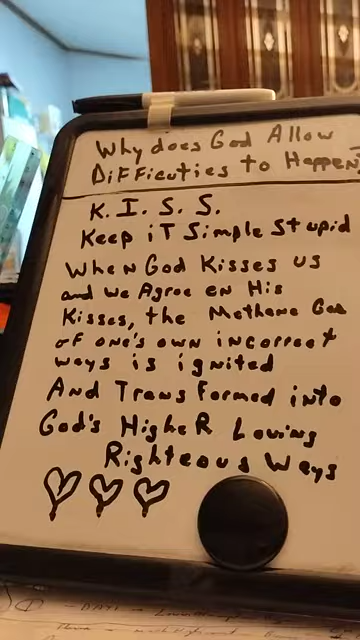 Why does God Allow
Difficuties to Happen
K. I. S. S.
Keep iT Simple Stupid
When God Kisses us
and we Agree en His
Kisses, the Methane Gas
oF one's own incorrect
ways is ignited
And Trans Formed into
God's HigheR Loving
Righteous Ways